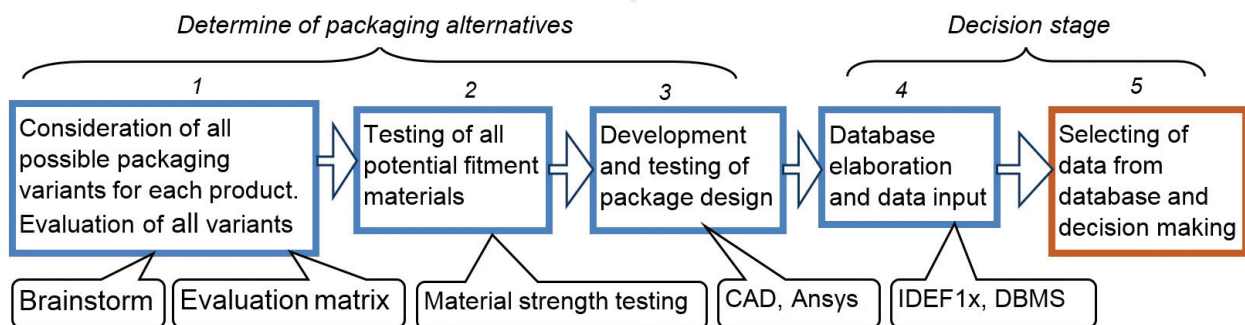 Determine of packaging alternatives
Decision stage
1
2
3
4
5
Consideration of all
possible packaging
variants for each product.
Evaluation of all variants
Testing of all
potential fitment
materials
Development
and testing of
package design
Database
elaboration
and data input
Selecting of
data from
database and
decision making
Brainstorm
Evaluation matrix
Material strength testing
CAD, Ansys
IDEF1x, DBMS